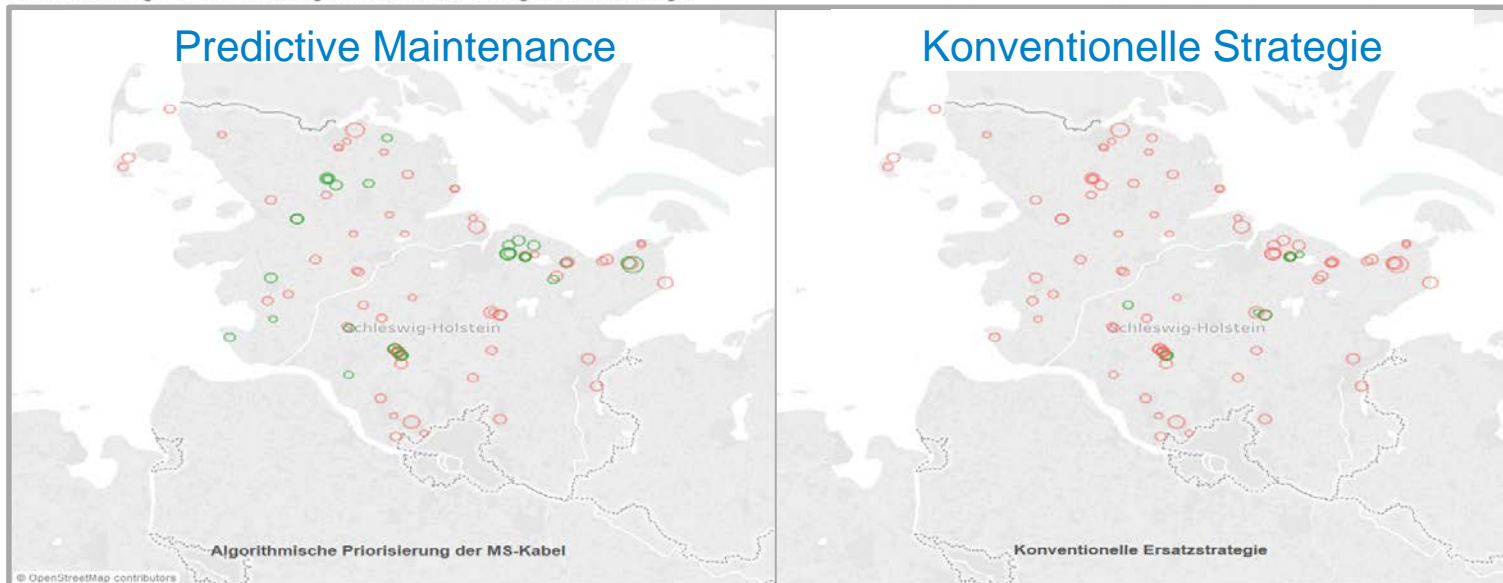 Predictive Maintenance
Konventionelle Strategie
Schleswig-Holstein
Schleswig-Holstein
Algorithmische Priorisierung der MS-Kabel
Konventionelle Ersatzstrategie
© OpenStreetMap contributors